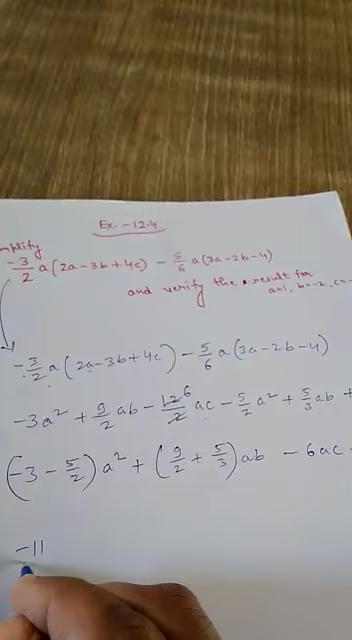 Ex. - 12.4
mplify
-3/2 a (2a - 3b + 4c) - 5/6 a (3a - 2b - 4)
and verify the result for
a=1, b=-2, c=-
-3/2 a (2a - 3b + 4c) - 5/6 a (3a - 2b - 4)
-3a² + 9/2 ab - 12 6/2 ac - 5/2 a² + 5/3 ab +
(-3 - 5/2) a² + (9/2 + 5/3) ab - 6ac
-11